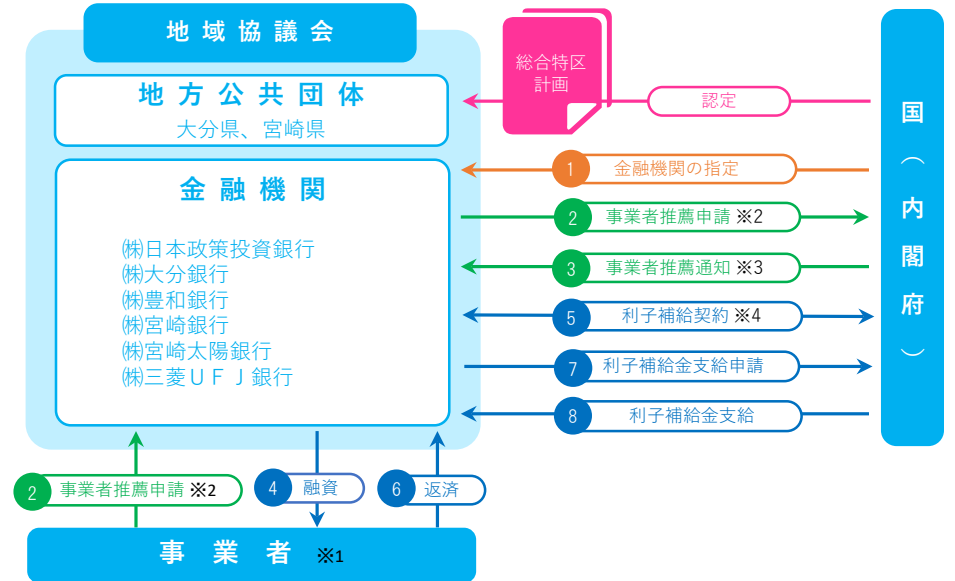 地域協議会
地方公共団体
大分県、宮崎県
金融機関
㈱日本政策投資銀行
㈱大分銀行
㈱豊和銀行
㈱宮崎銀行
㈱宮崎太陽銀行
㈱三菱UFJ銀行
総合特区
計画
認定
1 金融機関の指定
2 事業者推薦申請 ※2
3 事業者推薦通知 ※3
5 利子補給契約 ※4
7 利子補給金支給申請
8 利子補給金支給
国（内閣府）
2 事業者推薦申請 ※2
4 融資
6 返済
事業者 ※1